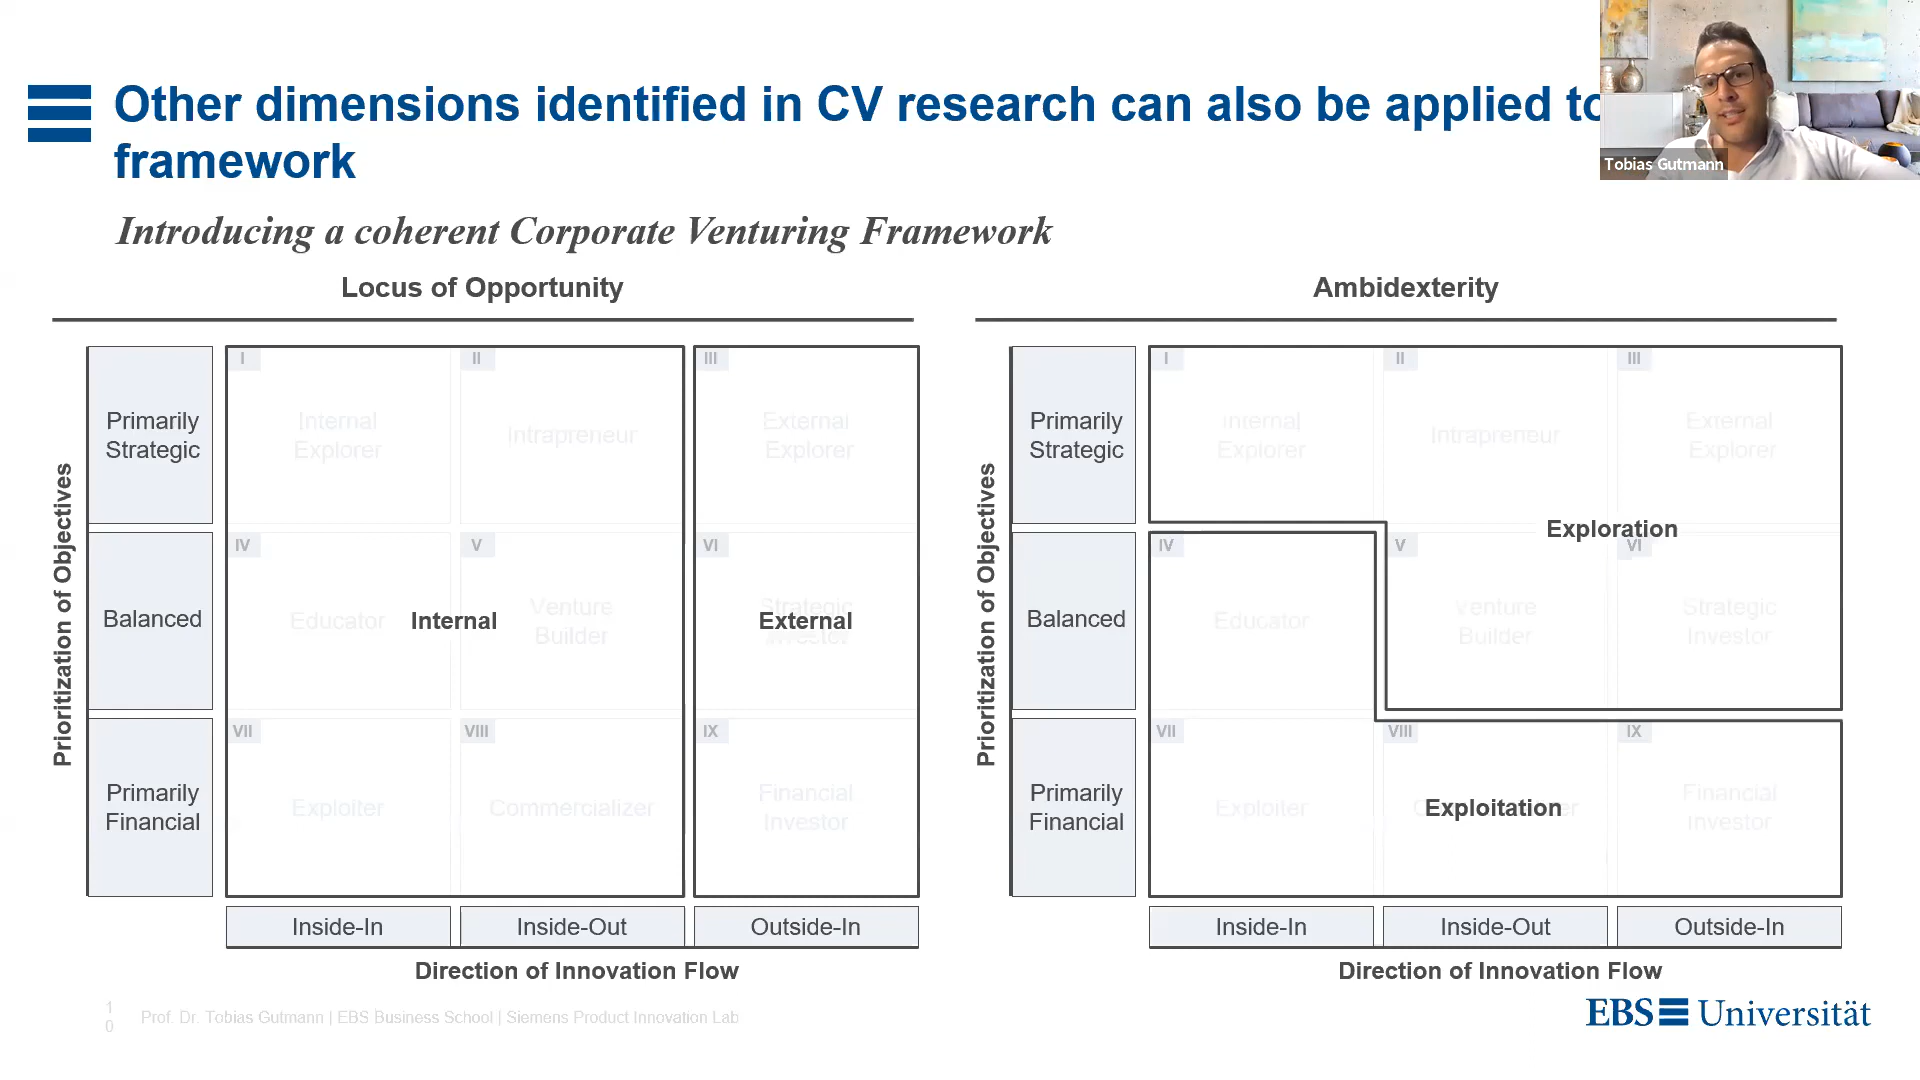 Other dimensions identified in CV research can also be applied to
framework
Tobias Gutmann
Introducing a coherent Corporate Venturing Framework
Locus of Opportunity
Prioritization of Objectives
Primarily
Strategic
Balanced
Primarily
Financial
I
Internal
Explorer
II
Intrapreneur
III
External
Explorer
IV
Educator
Internal
V
Venture
Builder
VI
Strategic
External
VII
Exploiter
VIII
Commercializer
IX
Financial
Investor
Inside-In
Inside-Out
Outside-In
Direction of Innovation Flow
Ambidexterity
Prioritization of Objectives
Primarily
Strategic
Balanced
Primarily
Financial
I
Internal
Explorer
II
Intrapreneur
III
External
Explorer
Exploration
IV
Educator
V
Venture
Builder
VI
Strategic
Investor
VII
Exploiter
VIII
Exploitation
IX
Financial
Investor
Inside-In
Inside-Out
Outside-In
Direction of Innovation Flow
1
0
Prof. Dr. Tobias Gutmann | EBS Business School | Siemens Product Innovation Lab
EBS Universität